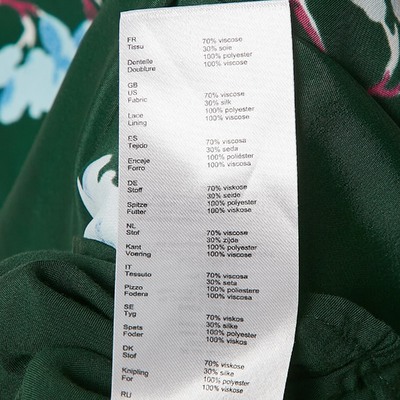 FR 70% viscose
Tissu 30% soie
Dentelle 100% polyester
Doublure 100% viscose
GB
US 70% viscose
Fabric 30% silk
Lace 100% polyester
Lining 100% viscose
ES 70% viscosa
Tejido 30% seda
Encaje 100% poliéster
Forro 100% viscosa
DE 70% viskose
Stoff 30% seide
Spitze 100% polyester
Futter 100% viskose
NL 70% viscose
Stof 30% zijde
Kant 100% polyester
Voering 100% viscose
IT 70% viscosa
Tessuto 30% seta
Pizzo 100% poliestere
Fodera 100% viscosa
SE 70% viskos
Tyg 30% silke
Spets 100% polyester
Foder 100% viskos
DK
Stof 70% viscose
Knipling 30% silke
For 100% polyester
100% viscose
RU